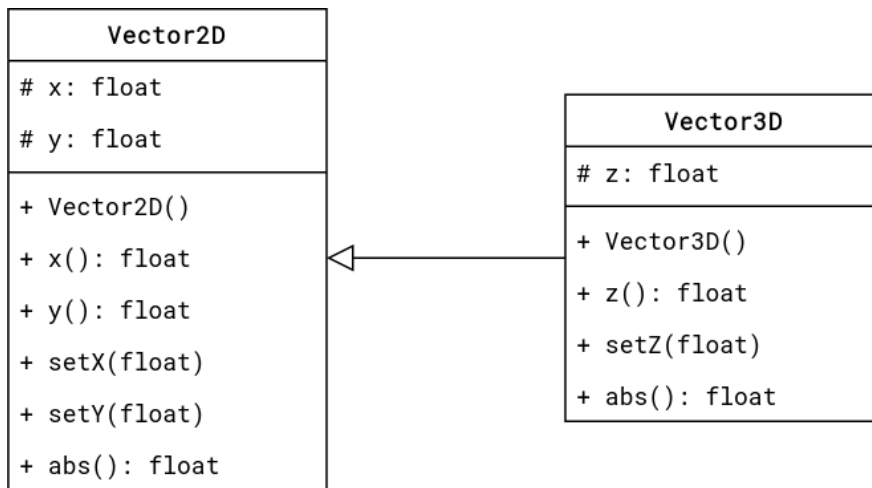 Vector2D
# x: float
# y: float
+ Vector2D()
+ x(): float
+ y(): float
+ setX(float)
+ setY(float)
+ abs(): float
Vector3D
# z: float
+ Vector3D()
+ z(): float
+ setZ(float)
+ abs(): float